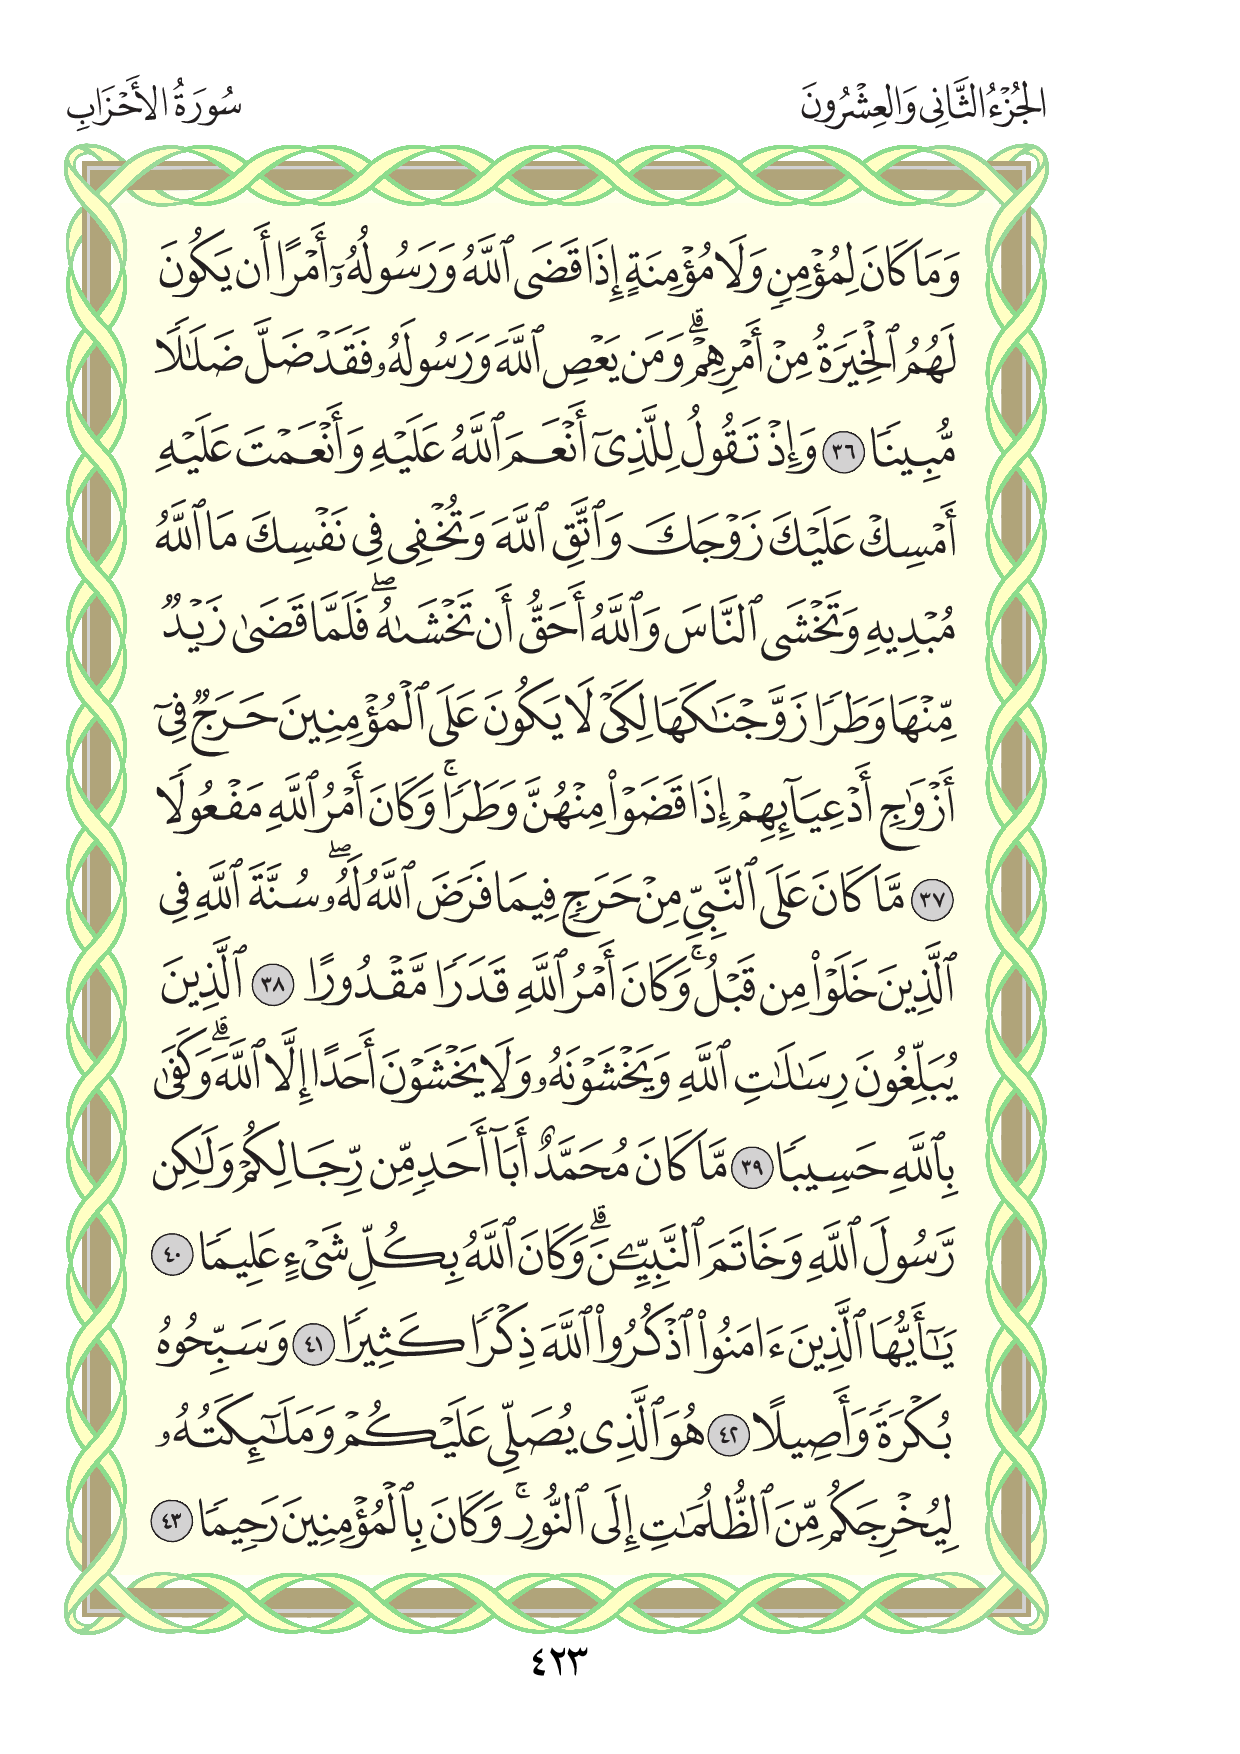 الجُزْءُ الثَّانِي وَالعِشْرُونَ
سُورَةُ الأَحْزَابِ
وَمَا كَانَ لِمُؤْمِنٖ وَلَا مُؤْمِنَةٍ إِذَا قَضَى ٱللَّهُ وَرَسُولُهُۥٓ أَمْرًا أَن يَكُونَ
لَهُمُ ٱلْخِيَرَةُ مِنْ أَمْرِهِمْۗ وَمَن يَعْصِ ٱللَّهَ وَرَسُولَهُۥ فَقَدْ ضَلَّ ضَلَٰلٗا
مُّبِينٗا ٣٦ وَإِذْ تَقُولُ لِلَّذِيٓ أَنْعَمَ ٱللَّهُ عَلَيْهِ وَأَنْعَمْتَ عَلَيْهِ
أَمْسِكْ عَلَيْكَ زَوْجَكَ وَٱتَّقِ ٱللَّهَ وَتُخْفِي فِي نَفْسِكَ مَا ٱللَّهُ
مُبْدِيهِ وَتَخْشَى ٱلنَّاسَ وَٱللَّهُ أَحَقُّ أَن تَخْشَىٰهُۖ فَلَمَّا قَضَىٰ زَيْدٞ
مِّنْهَا وَطَرٗا زَوَّجْنَٰكَهَا لِكَيْ لَا يَكُونَ عَلَى ٱلْمُؤْمِنِينَ حَرَجٞ فِيٓ
أَزْوَٰجِ أَدْعِيَآئِهِمْ إِذَا قَضَوْا۟ مِنْهُنَّ وَطَرٗاۚ وَكَانَ أَمْرُ ٱللَّهِ مَفْعُولٗا
٣٧ مَّا كَانَ عَلَى ٱلنَّبِيِّ مِنْ حَرَجٖ فِيمَا فَرَضَ ٱللَّهُ لَهُۥۖ سُنَّةَ ٱللَّهِ فِي
ٱلَّذِينَ خَلَوْا۟ مِن قَبْلُۚ وَكَانَ أَمْرُ ٱللَّهِ قَدَرٗا مَّقْدُورًا ٣٨ ٱلَّذِينَ
يُبَلِّغُونَ رِسَٰلَٰتِ ٱللَّهِ وَيَخْشَوْنَهُۥ وَلَا يَخْشَوْنَ أَحَدًا إِلَّا ٱللَّهَۗ وَكَفَىٰ
بِٱللَّهِ حَسِيبٗا ٣٩ مَّا كَانَ مُحَمَّدٌ أَبَآ أَحَدٖ مِّن رِّجَالِكُمْ وَلَٰكِن
رَّسُولَ ٱللَّهِ وَخَاتَمَ ٱلنَّبِيِّـۧنَۗ وَكَانَ ٱللَّهُ بِكُلِّ شَيْءٍ عَلِيمٗا ٤٠
يَٰٓأَيُّهَا ٱلَّذِينَ ءَامَنُوا۟ ٱذْكُرُوا۟ ٱللَّهَ ذِكْرٗا كَثِيرٗا ٤١ وَسَبِّحُوهُ
بُكْرَةٗ وَأَصِيلًا ٤٢ هُوَ ٱلَّذِي يُصَلِّي عَلَيْكُمْ وَمَلَٰٓئِكَتُهُۥ
لِيُخْرِجَكُم مِّنَ ٱلظُّلُمَٰتِ إِلَى ٱلنُّورِۚ وَكَانَ بِٱلْمُؤْمِنِينَ رَحِيمٗا ٤٣
٤٢٣